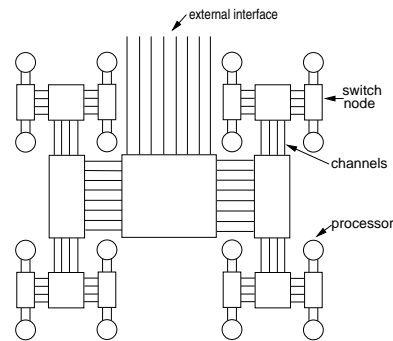 external interface
switch
node
channels
processor